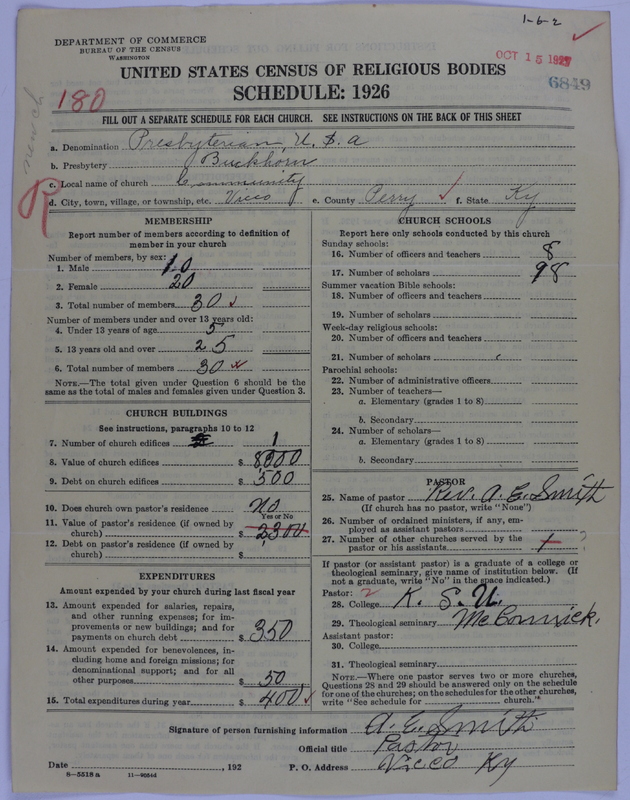 1-6-2
DEPARTMENT OF COMMERCE
BUREAU OF THE CENSUS
WASHINGTON
OCT 15 1927
6849
UNITED STATES CENSUS OF RELIGIOUS BODIES
SCHEDULE: 1926
180
FILL OUT A SEPARATE SCHEDULE FOR EACH CHURCH. SEE INSTRUCTIONS ON THE BACK OF THIS SHEET
a. Denomination Presbyterian, U.S.A
b. Presbytery Buckhorn
c. Local name of church Community
R
d. City, town, village, or township, etc. Vicco e. County Perry f. State Ky
MEMBERSHIP
Report number of members according to definition of
member in your church
Number of members, by sex:
1. Male 10
2. Female 20
3. Total number of members 30
Number of members under and over 13 years old:
4. Under 13 years of age 5
5. 13 years old and over 25
6. Total number of members 30
NOTE.—The total given under Question 6 should be the
same as the total of males and females given under Question 3.
CHURCH BUILDINGS
See instructions, paragraphs 10 to 12
7. Number of church edifices 1
8. Value of church edifices $ 8500
9. Debt on church edifices $ 500
10. Does church own pastor's residence no
Yes or No
11. Value of pastor's residence (if owned by
church) $ 2300
12. Debt on pastor's residence (if owned by
church) $
EXPENDITURES
Amount expended by your church during last fiscal year
13. Amount expended for salaries, repairs,
and other running expenses; for im-
provements or new buildings; and for
payments on church debt $ 350
14. Amount expended for benevolences, in-
cluding home and foreign missions; for
denominational support; and for all
other purposes $ 50
15. Total expenditures during year $ 400
CHURCH SCHOOLS
Report here only schools conducted by this church
Sunday schools:
16. Number of officers and teachers 8
17. Number of scholars 98
Summer vacation Bible schools:
18. Number of officers and teachers
19. Number of scholars
Week-day religious schools:
20. Number of officers and teachers
21. Number of scholars
Parochial schools:
22. Number of administrative officers
23. Number of teachers—
a. Elementary (grades 1 to 8)
b. Secondary
24. Number of scholars—
a. Elementary (grades 1 to 8)
b. Secondary
PASTOR
25. Name of pastor Rev. A. E. Smith
(If church has no pastor, write "None")
26. Number of ordained ministers, if any, em-
ployed as assistant pastors
27. Number of other churches served by the
pastor or his assistants 1
If pastor (or assistant pastor) is a graduate of a college or
theological seminary, give name of institution below. (If
not a graduate, write "No" in the space indicated.)
Pastor: 2
28. College K. S. U.
29. Theological seminary McCormick.
Assistant pastor:
30. College
31. Theological seminary
NOTE.—Where one pastor serves two or more churches,
Questions 28 and 29 should be answered only on the schedule
for one of the churches; on the schedules for the other churches,
write "See schedule for church."
Signature of person furnishing information A. E. Smith
Official title Pastor
Date , 192 P. O. Address Vicco Ky
8—5518 a 11—9054d